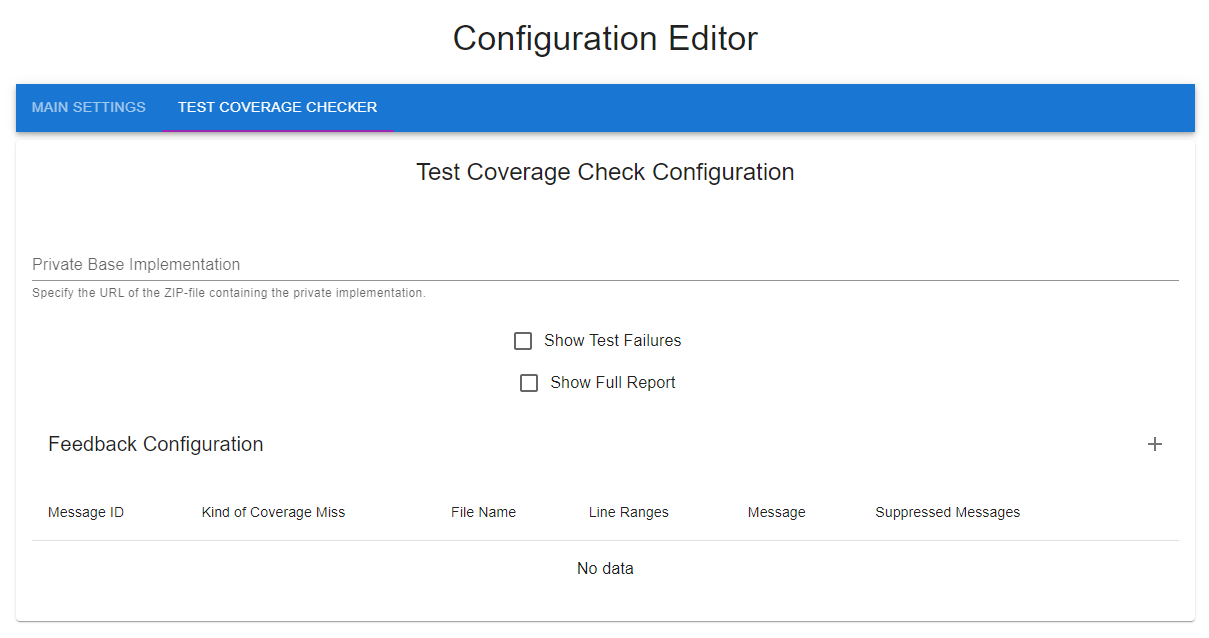 Configuration Editor
MAIN SETTINGS TEST COVERAGE CHECKER
Test Coverage Check Configuration
Private Base Implementation
Specify the URL of the ZIP-file containing the private implementation.
Show Test Failures
Show Full Report
Feedback Configuration
Message ID Kind of Coverage Miss File Name Line Ranges Message Suppressed Messages
No data